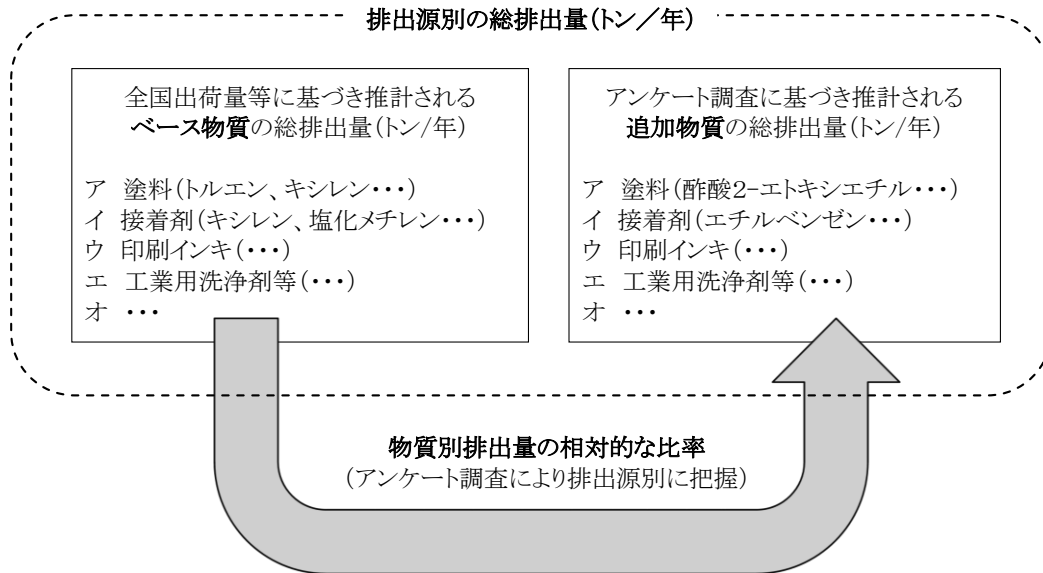 排出源別の総排出量(トン／年)
全国出荷量等に基づき推計される
ベース物質の総排出量(トン/年)
ア 塗料(トルエン、キシレン・・・)
イ 接着剤(キシレン、塩化メチレン・・・)
ウ 印刷インキ(・・・)
エ 工業用洗浄剤等(・・・)
オ ・・・
アンケート調査に基づき推計される
追加物質の総排出量(トン/年)
ア 塗料(酢酸2-エトキシエチル・・・)
イ 接着剤(エチルベンゼン・・・)
ウ 印刷インキ(・・・)
エ 工業用洗浄剤等(・・・)
オ ・・・
物質別排出量の相対的な比率
(アンケート調査により排出源別に把握)